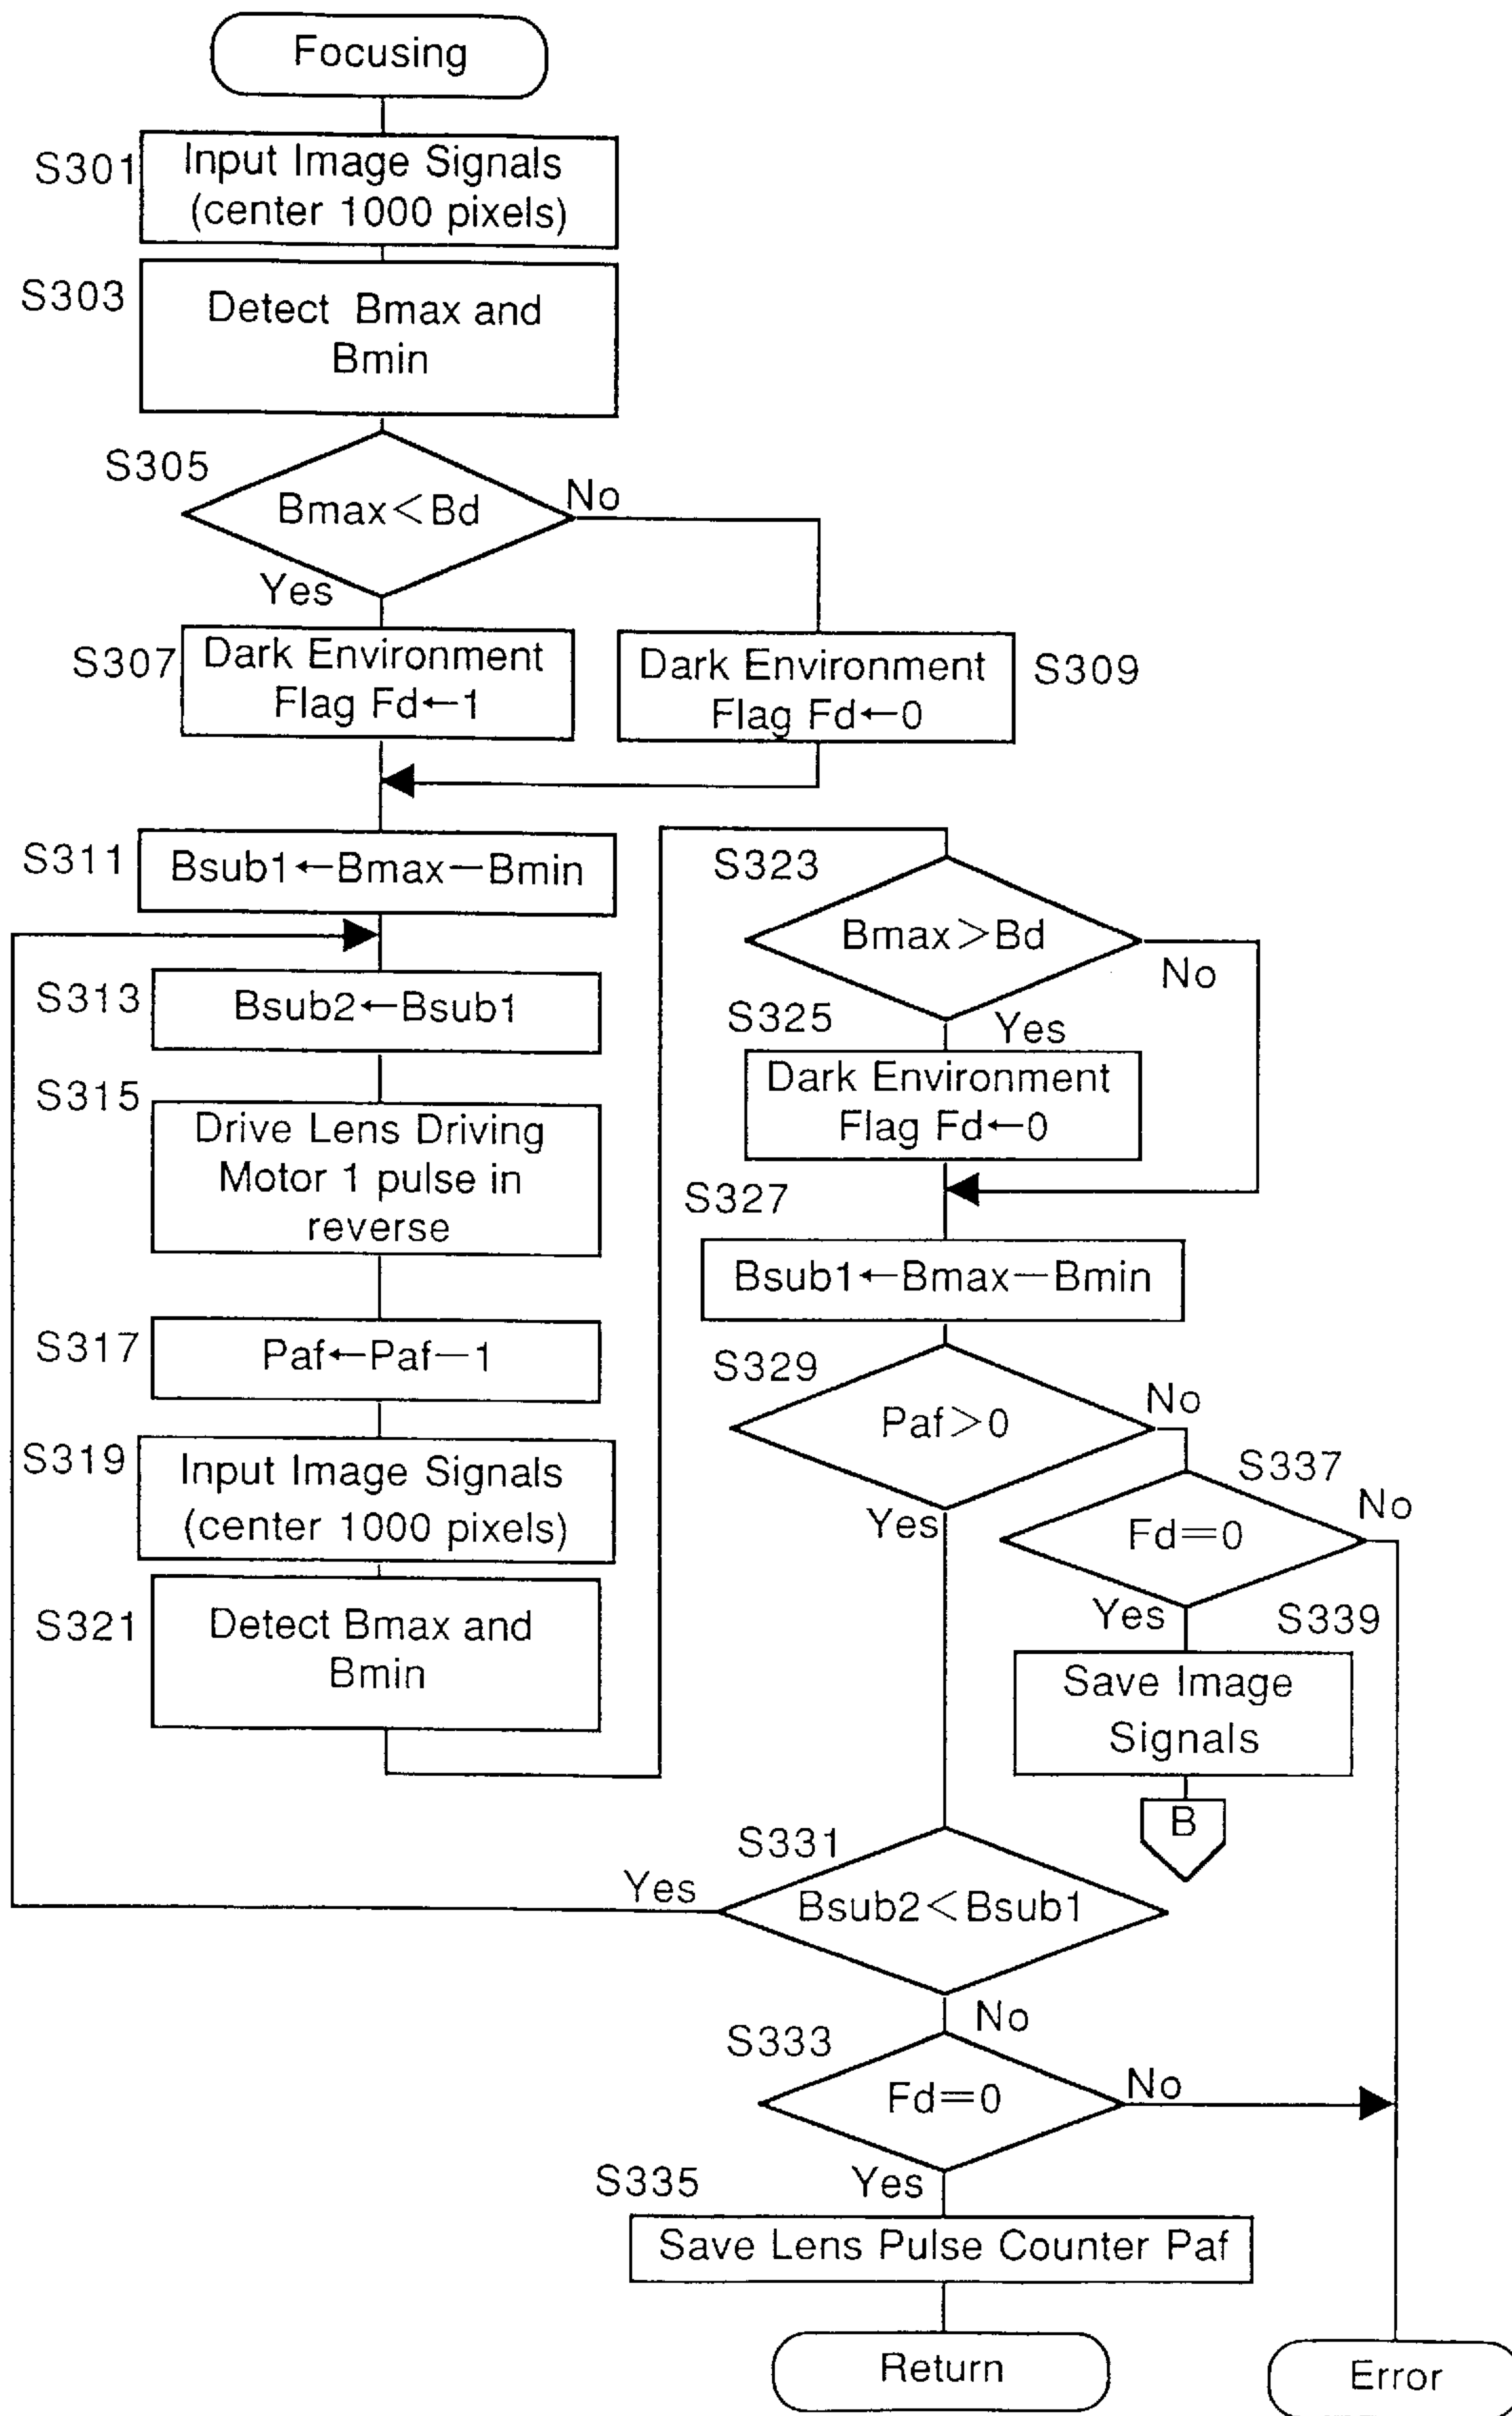 Focusing
S301
Input Image Signals
(center 1000 pixels)
S303
Detect Bmax and
Bmin
S305
Bmax<Bd
No
Yes
S307
Dark Environment
Flag Fd←1
Dark Environment
Flag Fd←0
S309
S311
Bsub1←Bmax−Bmin
S313
Bsub2←Bsub1
S315
Drive Lens Driving
Motor 1 pulse in
reverse
S317
Paf←Paf−1
S319
Input Image Signals
(center 1000 pixels)
S321
Detect Bmax and
Bmin
S323
Bmax>Bd
No
S325
Yes
Dark Environment
Flag Fd←0
S327
Bsub1←Bmax−Bmin
S329
Paf>0
No
Yes
S337
Fd=0
No
Yes
S339
Save Image
Signals
B
S331
Yes
Bsub2<Bsub1
No
S333
Fd=0
No
Yes
S335
Save Lens Pulse Counter Paf
Return
Error